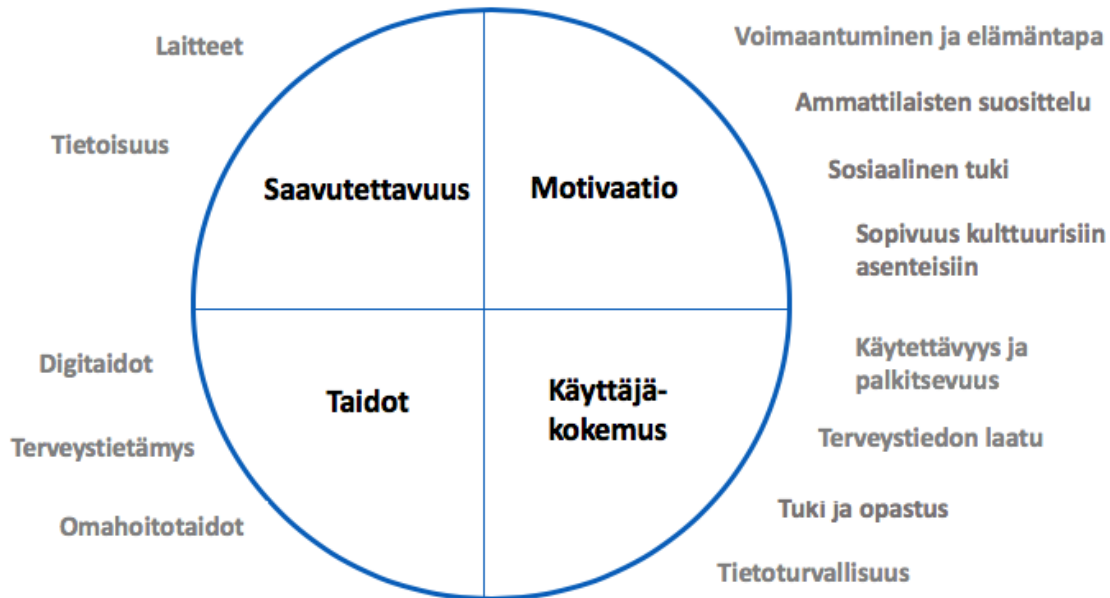 Laitteet
Tietoisuus
Saavutettavuus
Motivaatio
Voimaantuminen ja elämäntapa
Ammattilaisten suosittelu
Sosiaalinen tuki
Sopivuus kulttuurisiin
asenteisiin
Digitaidot
Terveystietämys
Omahoitotaidot
Taidot
Käyttäjä-
kokemus
Käytettävyys ja
palkitsevuus
Terveystiedon laatu
Tuki ja opastus
Tietoturvallisuus